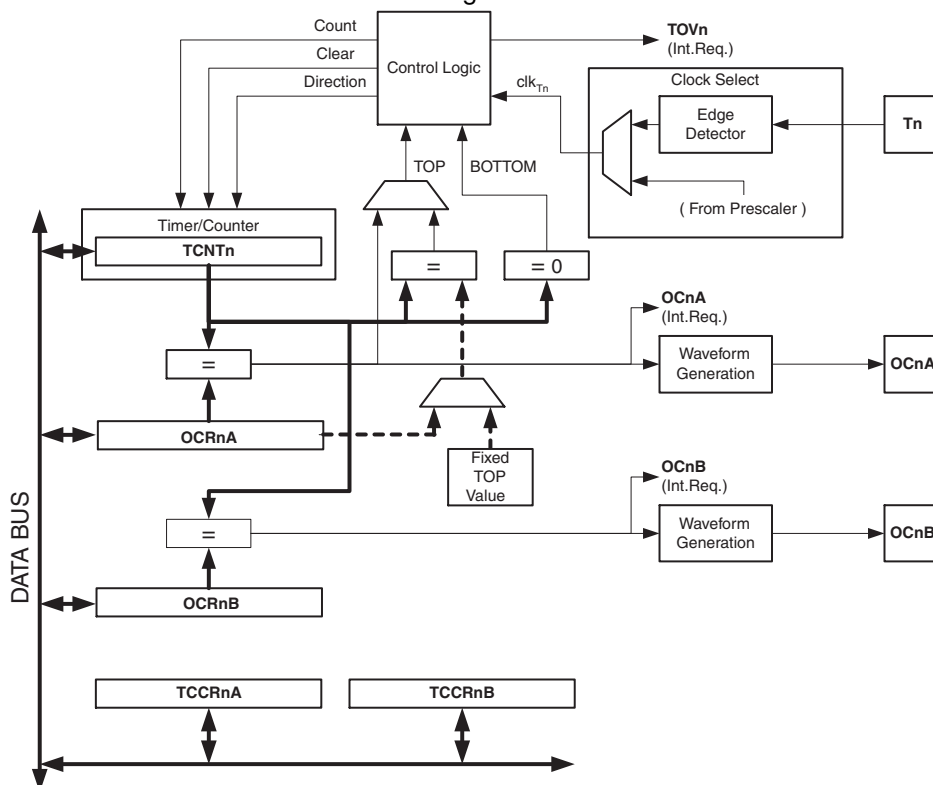 Count
Clear
Direction
Control Logic
TOVn
(Int.Req.)
clkTn
Clock Select
Edge
Detector
Tn
( From Prescaler )
TOP
BOTTOM
Timer/Counter
TCNTn
=
= 0
OCnA
(Int.Req.)
=
Waveform
Generation
OCnA
OCRnA
Fixed
TOP
Value
OCnB
(Int.Req.)
=
Waveform
Generation
OCnB
DATA BUS
OCRnB
TCCRnA
TCCRnB